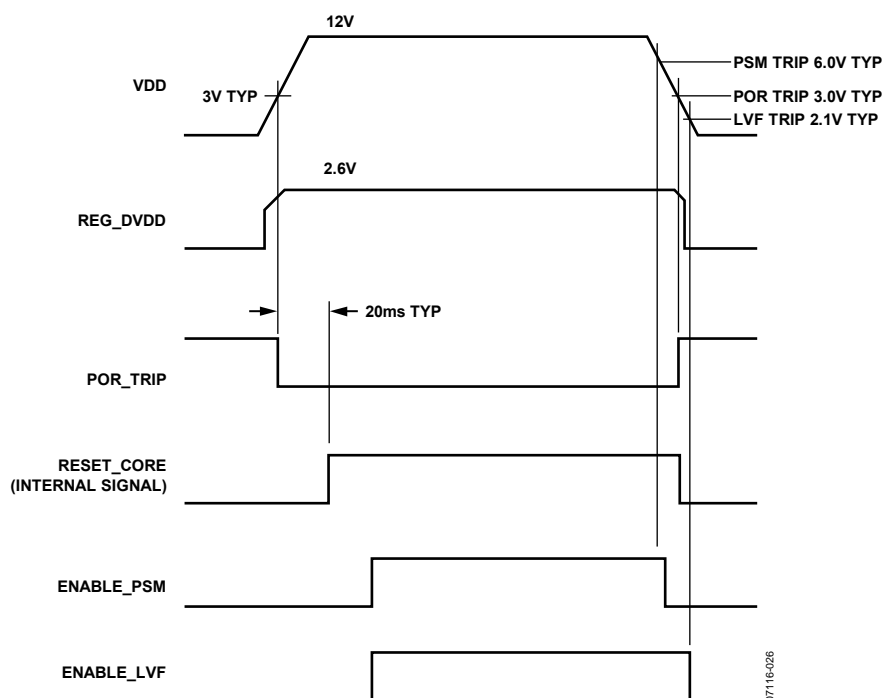 12V
VDD
3V TYP
PSM TRIP 6.0V TYP
POR TRIP 3.0V TYP
LVF TRIP 2.1V TYP
2.6V
REG_DVDD
20ms TYP
POR_TRIP
RESET_CORE
(INTERNAL SIGNAL)
ENABLE_PSM
ENABLE_LVF
07116-026